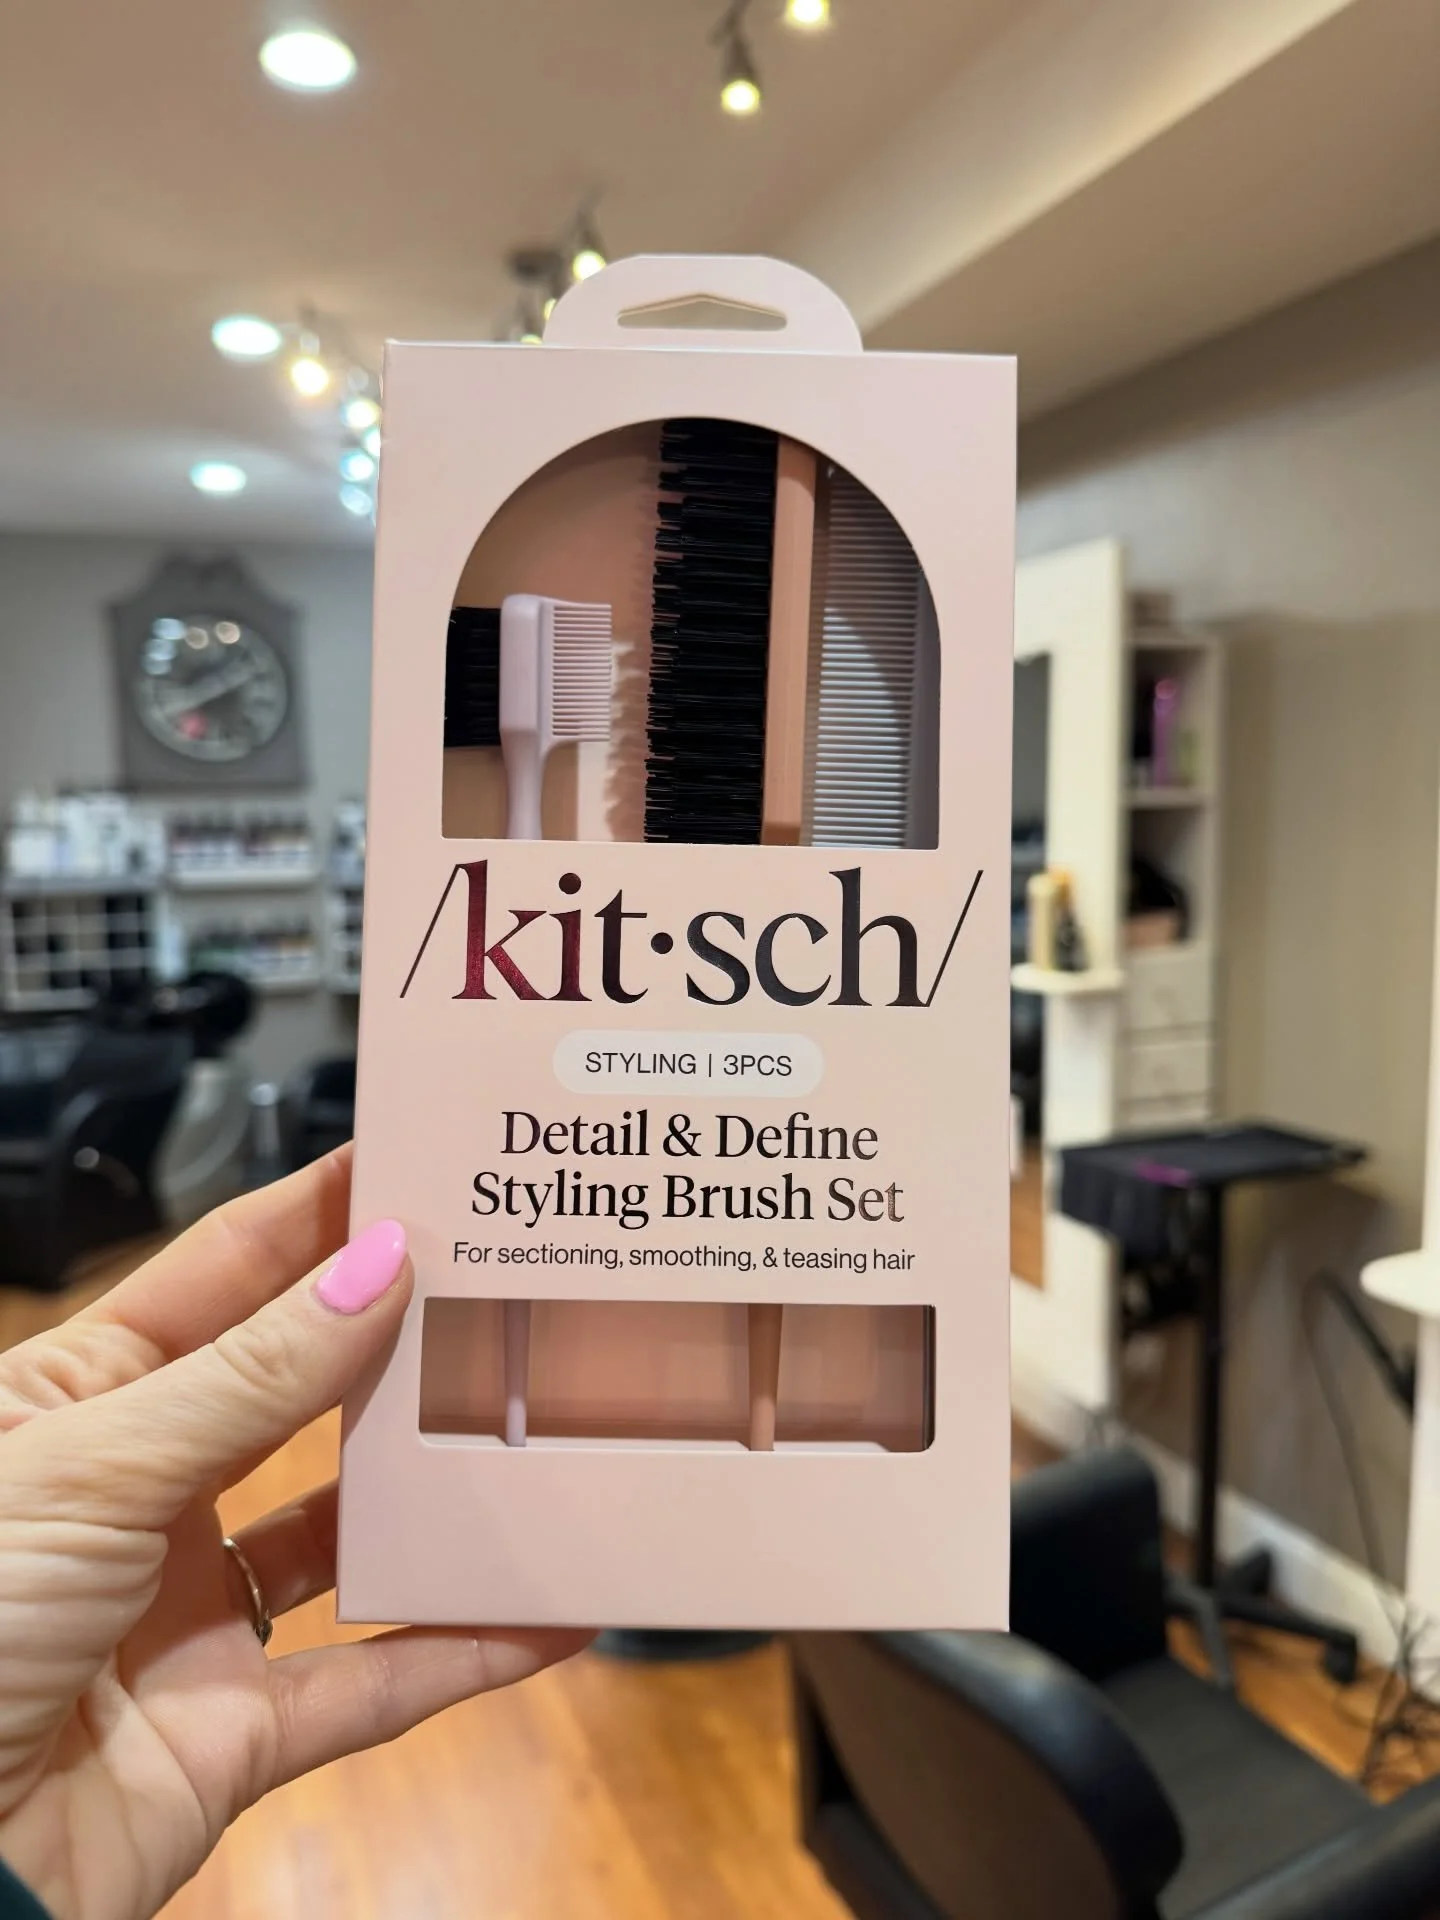 /kit·sch/
STYLING | 3PCS
Detail & Define
Styling Brush Set
For sectioning, smoothing, & teasing hair